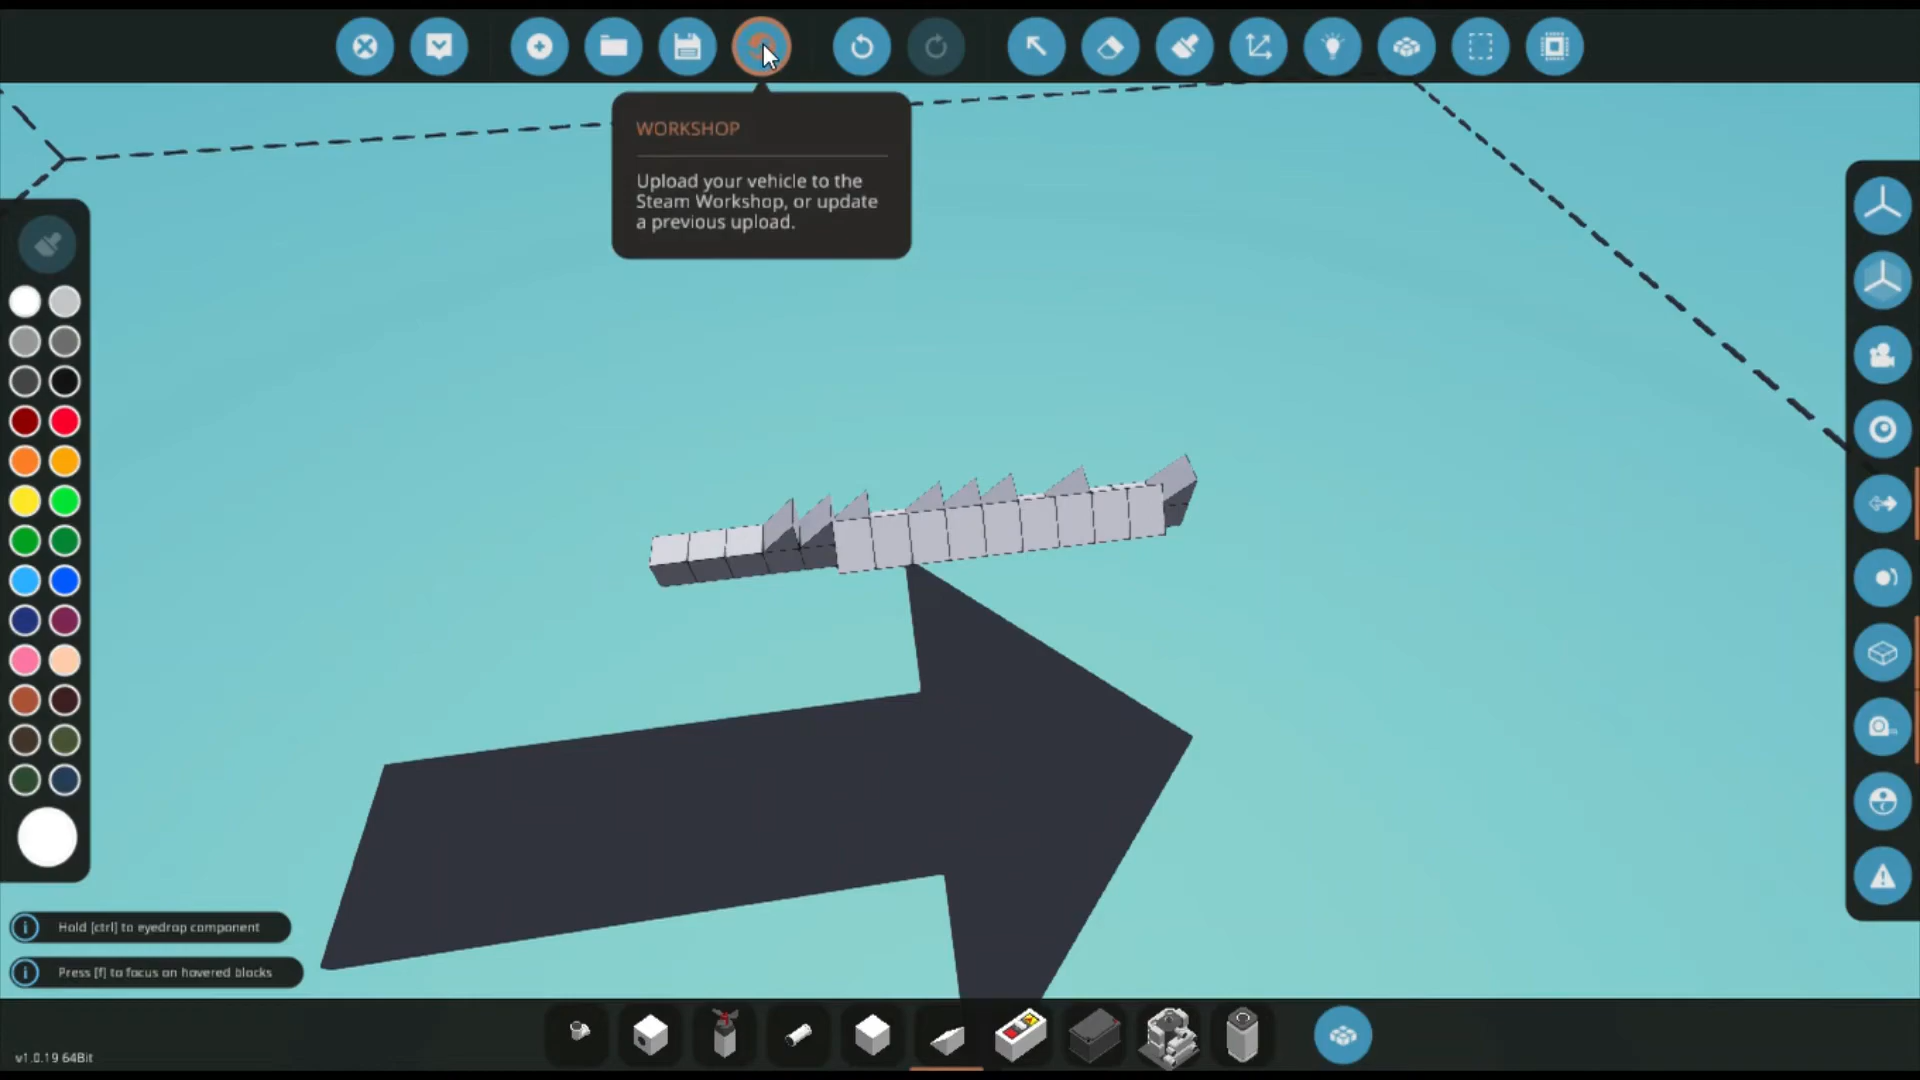 WORKSHOP
Upload your vehicle to the
Steam Workshop, or update
a previous upload.
Hold [ctrl] to eyedrop component
Press [f] to focus on hovered blocks
v1.0.19 64Bit